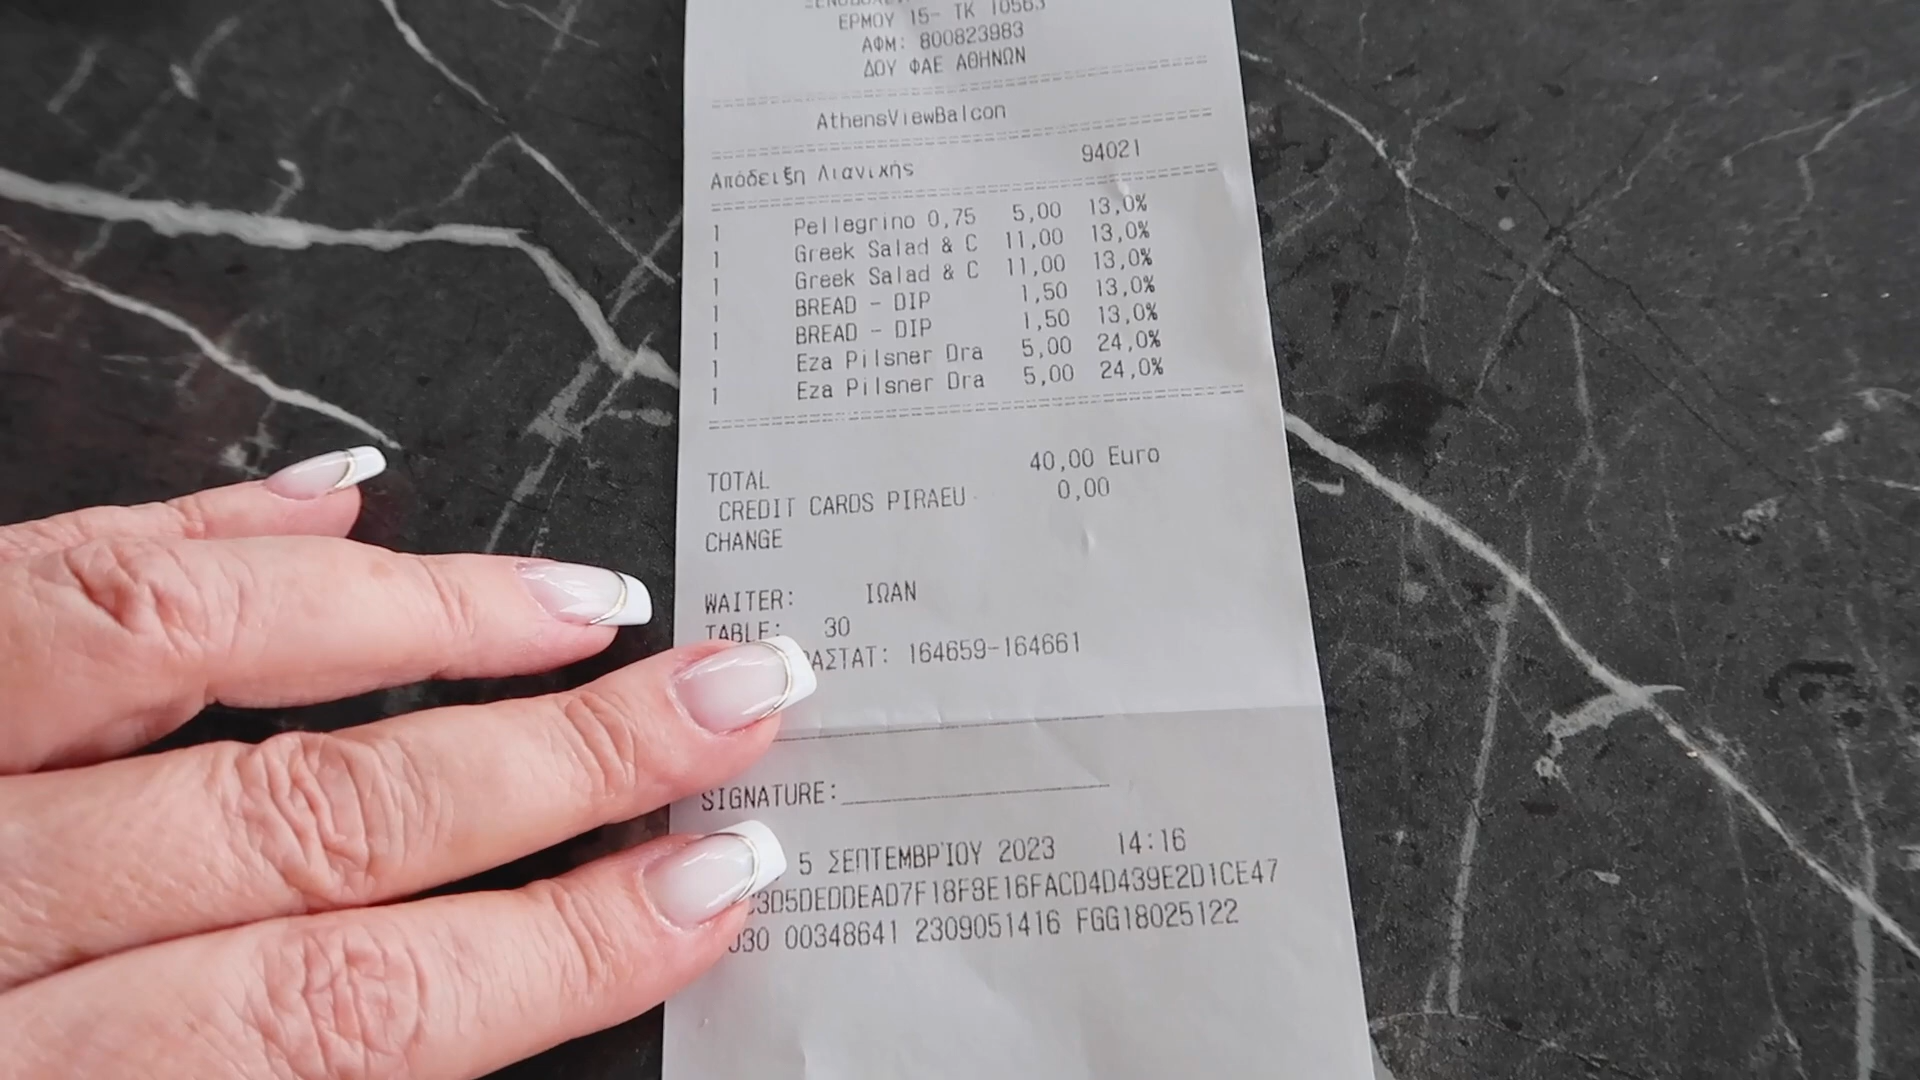 ΕΡΜΟΥ 15- ΤΚ 10563
ΑΦΜ: 800823983
ΔΟΥ ΦΑΕ ΑΘΗΝΩΝ
AthensViewBalcon
Απόδειξη Λιανικής 94021
1 Pellegrino 0,75 5,00 13,0%
1 Greek Salad & C 11,00 13,0%
1 Greek Salad & C 11,00 13,0%
1 BREAD - DIP 1,50 13,0%
1 BREAD - DIP 1,50 13,0%
1 Eza Pilsner Dra 5,00 24,0%
1 Eza Pilsner Dra 5,00 24,0%
TOTAL
CREDIT CARDS PIRAEU 40,00 Euro
CHANGE 0,00
WAITER: ΙΩΑΝ
TABLE: 30
ΑΣΤΑΤ: 164659-164661
SIGNATURE:
5 ΣΕΠΤΕΜΒΡΊΟΥ 2023 14:16
C3D5DEDDEAD7F18F8E16FACD4D439E2D1CE47
030 00348641 2309051416 FGG18025122